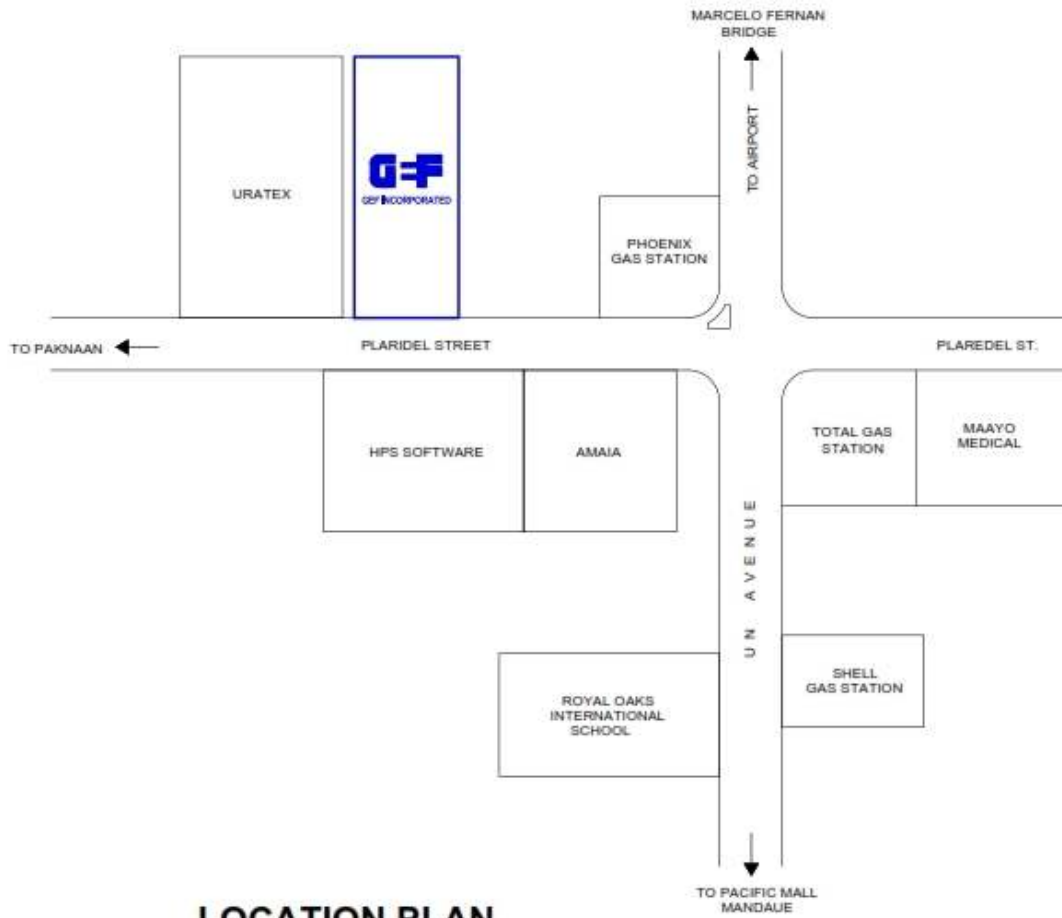 MARCELO FERNAN
BRIDGE
TO AIRPORT
GEF
GEF INCORPORATED
URATEX
PHOENIX
GAS STATION
TO PAKNAAN
PLARIDEL STREET
PLAREDEL ST.
HPS SOFTWARE
AMAIA
TOTAL GAS
STATION
MAAYO
MEDICAL
UN AVENUE
ROYAL OAKS
INTERNATIONAL
SCHOOL
SHELL
GAS STATION
TO PACIFIC MALL
MANDAUE
LOCATION PLAN